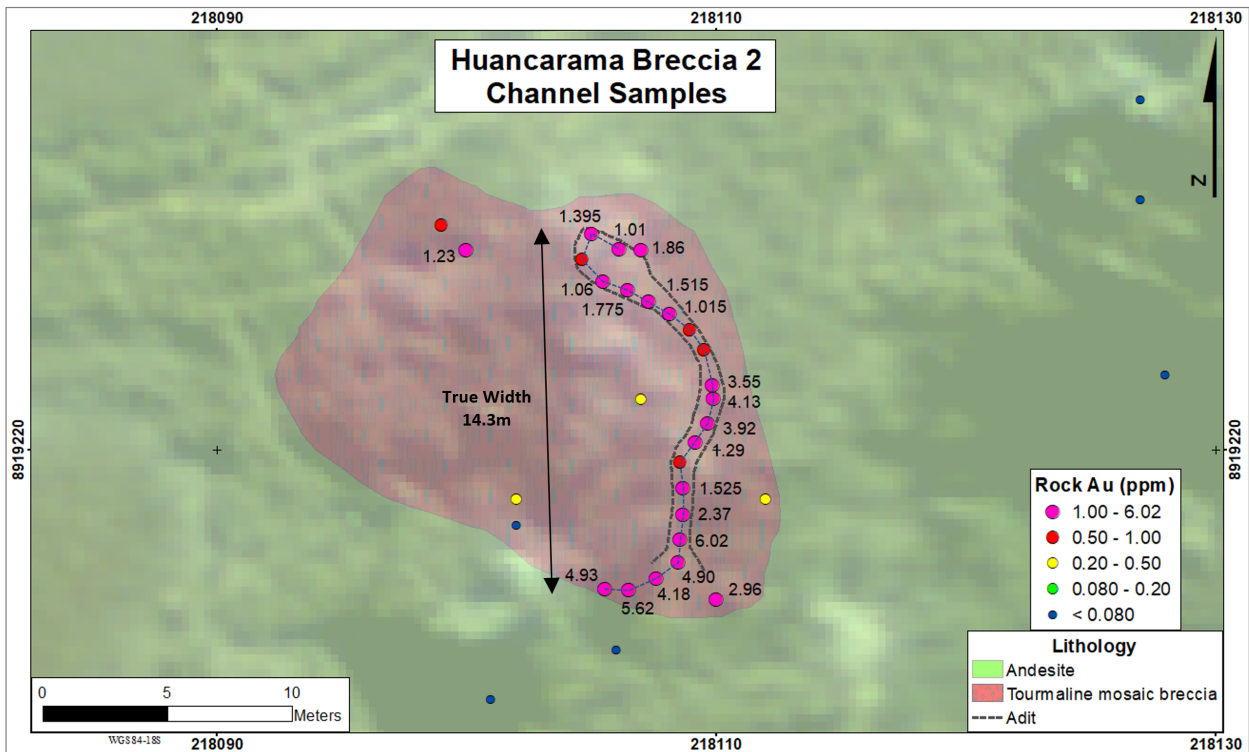 218090
218110
218130
Huancarama Breccia 2
Channel Samples
N
1.395
1.01
1.86
1.23
1.06
1.775
1.515
1.015
3.55
4.13
3.92
1.29
1.525
2.37
6.02
4.90
4.18
4.93
5.62
2.96
True Width
14.3m
8919220
8919220
Rock Au (ppm)
1.00 - 6.02
0.50 - 1.00
0.20 - 0.50
0.080 - 0.20
< 0.080
Lithology
Andesite
Tourmaline mosaic breccia
Adit
0 5 10
Meters
WGS84-18S
218090
218110
218130